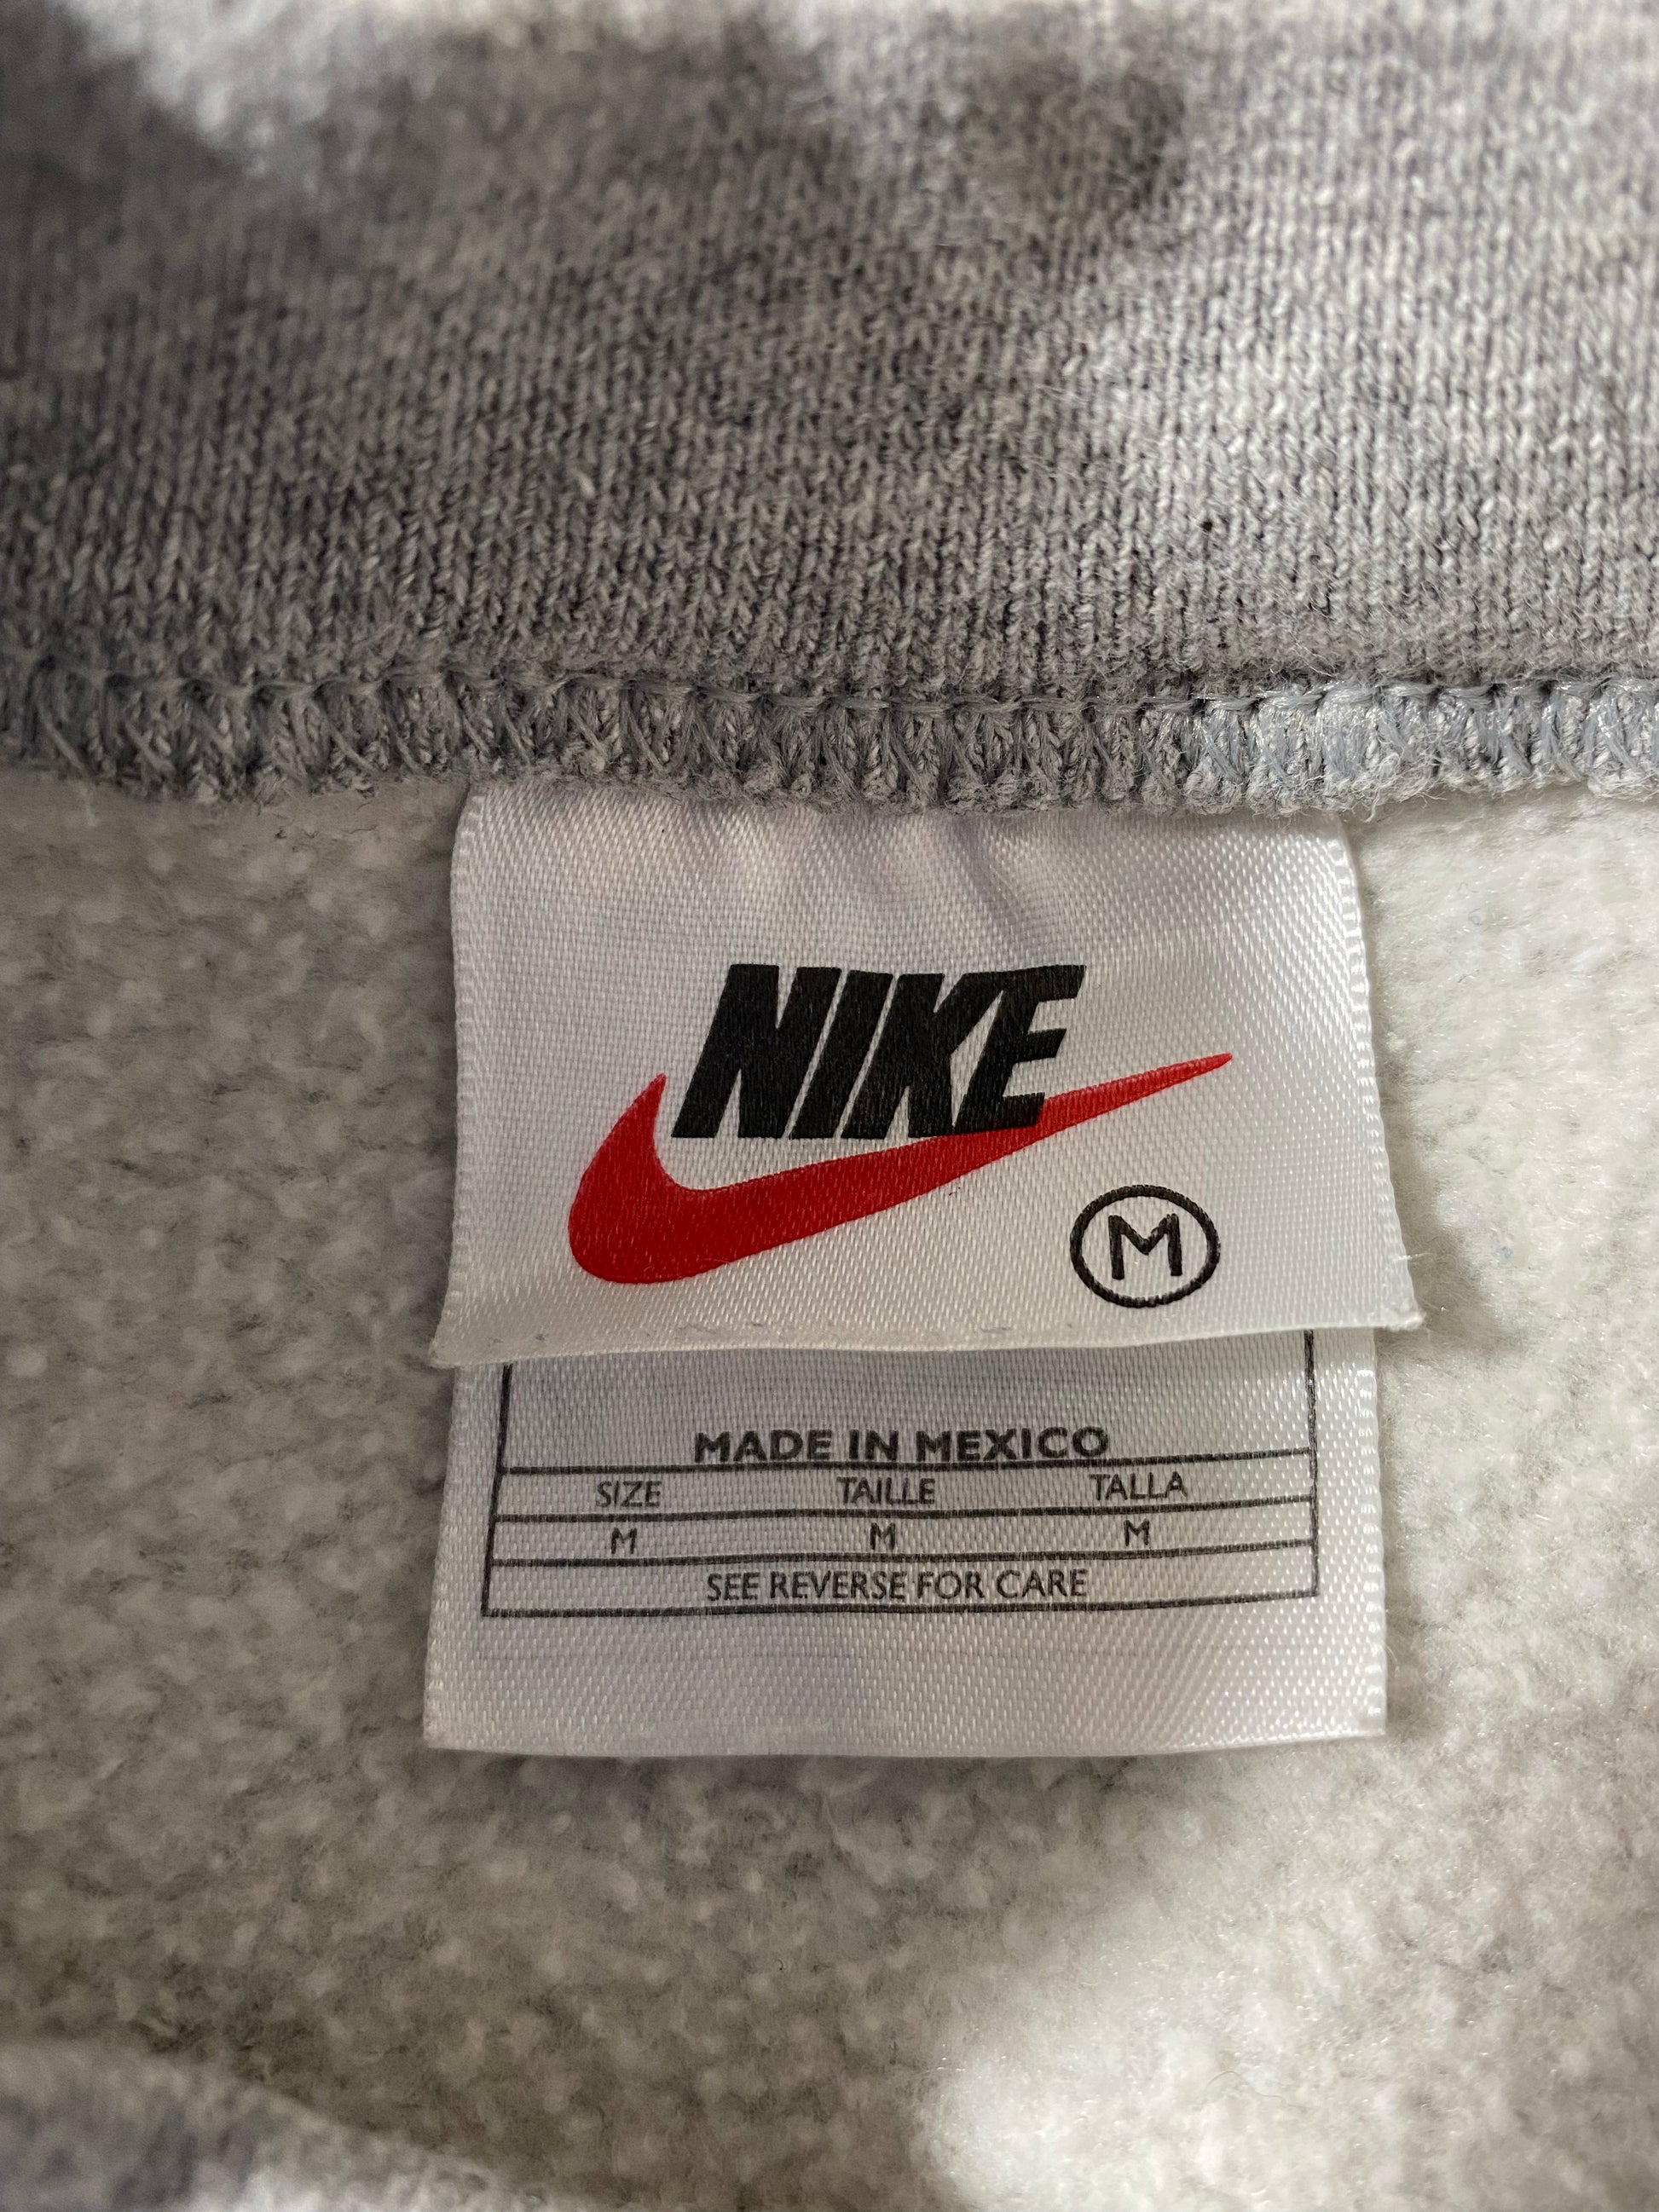 NIKE
M
MADE IN MEXICO
SIZE TAILLE TALLA
M M M
SEE REVERSE FOR CARE